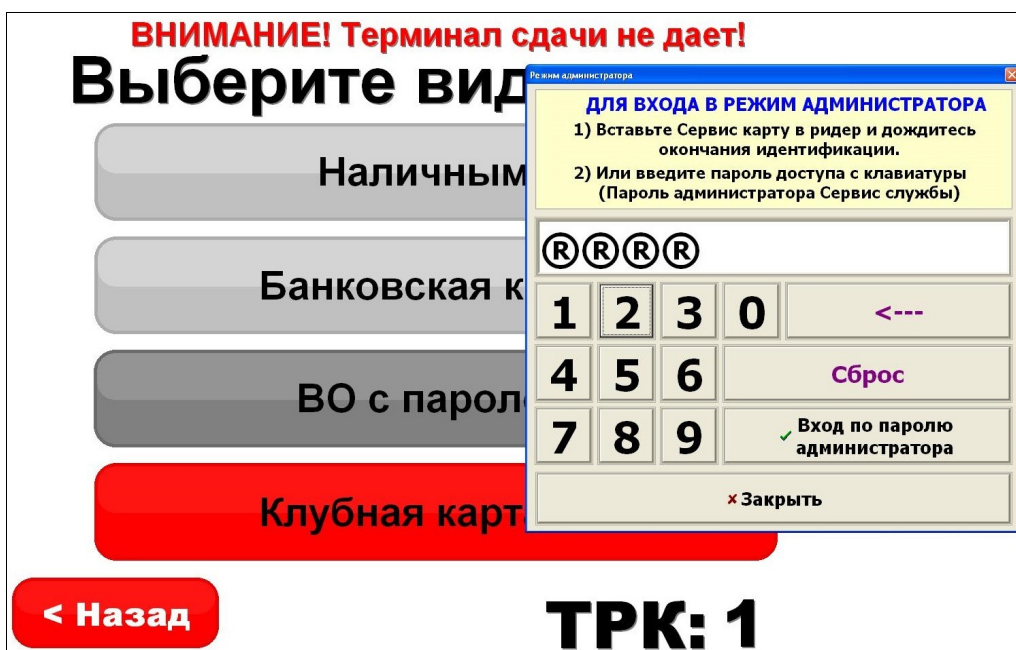 ВНИМАНИЕ! Терминал сдачи не дает!
Выберите вид
Наличным
Банковская к
ВО с парол
Клубная карт
< Назад
ТРК: 1
Режим администратора
ДЛЯ ВХОДА В РЕЖИМ АДМИНИСТРАТОРА
1) Вставьте Сервис карту в ридер и дождитесь
окончания идентификации.
2) Или введите пароль доступа с клавиатуры
(Пароль администратора Сервис службы)
®®®®
1 2 3 0 <---
4 5 6 Сброс
7 8 9 Вход по паролю
администратора
Закрыть